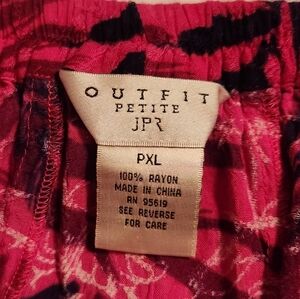 OUTFIT
PETITE
JPR
PXL
100% RAYON
MADE IN CHINA
RN 95619
SEE REVERSE
FOR CARE